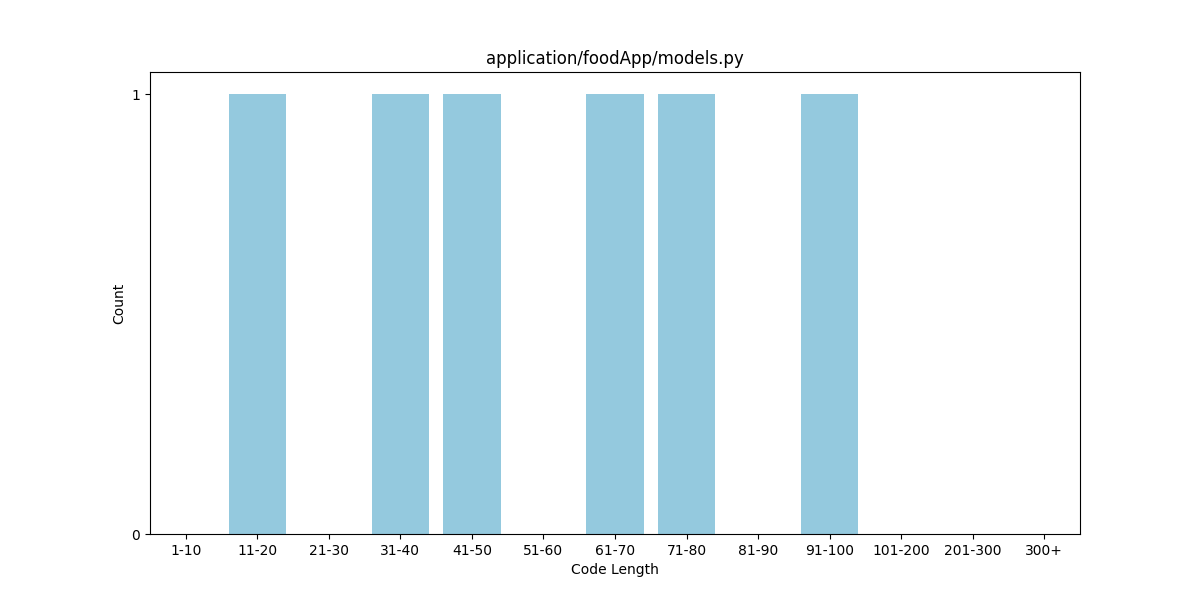 application/foodApp/models.py
1
0
Count
1-10 11-20 21-30 31-40 41-50 51-60 61-70 71-80 81-90 91-100 101-200 201-300 300+
Code Length